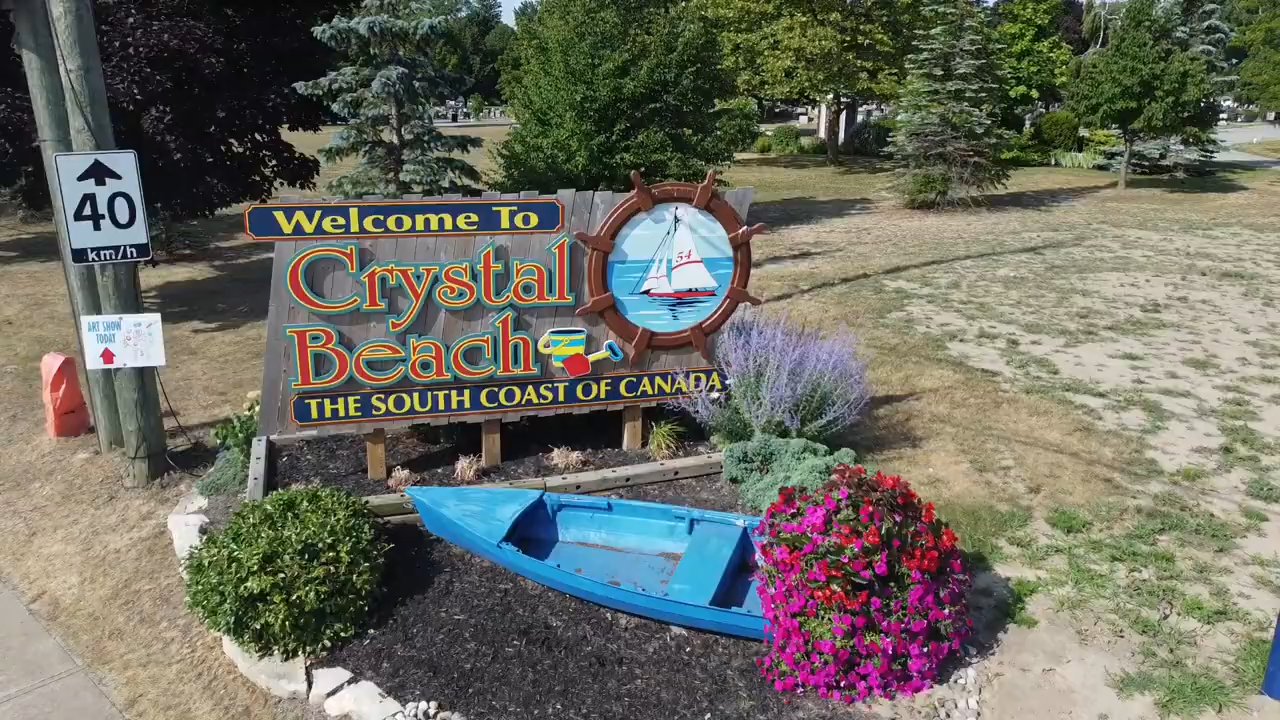 40
km/h
ART SHOW
TODAY
Welcome To
Crystal
Beach
54
THE SOUTH COAST OF CANADA